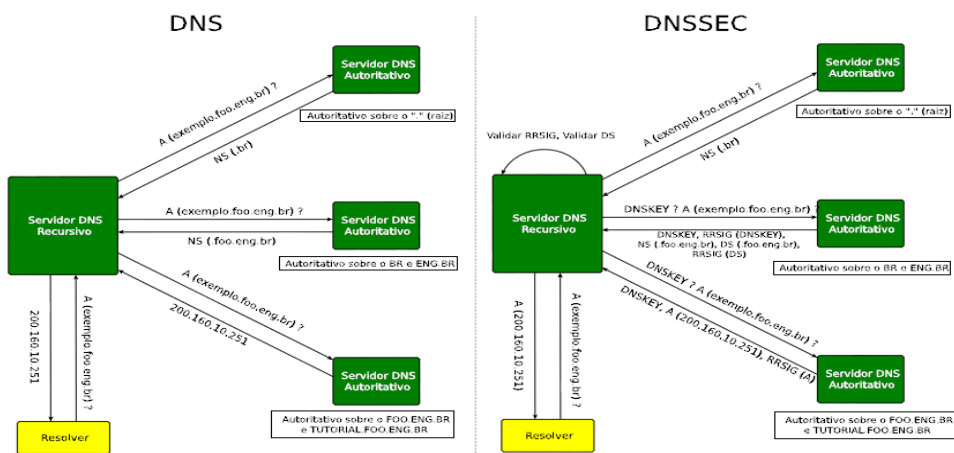 DNS
Servidor DNS
Autoritativo
A (exemplo.foo.eng.br) ?
NS (.br)
Autoritativo sobre o "." (raiz)
Servidor DNS
Recursivo
A (exemplo.foo.eng.br) ?
NS (.foo.eng.br)
Servidor DNS
Autoritativo
Autoritativo sobre o BR e ENG.BR
A (exemplo.foo.eng.br) ?
200.160.10.251
200.160.10.251
A (exemplo.foo.eng.br) ?
Servidor DNS
Autoritativo
Autoritativo sobre o FOO.ENG.BR
e TUTORIAL.FOO.ENG.BR
Resolver
DNSSEC
Servidor DNS
Autoritativo
A (exemplo.foo.eng.br) ?
NS (.br)
Autoritativo sobre o "." (raiz)
Validar RRSIG, Validar DS
Servidor DNS
Recursivo
DNSKEY ? A (exemplo.foo.eng.br) ?
DNSKEY, RRSIG (DNSKEY),
NS (.foo.eng.br), DS (.foo.eng.br),
RRSIG (DS)
Servidor DNS
Autoritativo
Autoritativo sobre o BR e ENG.BR
DNSKEY ? A (exemplo.foo.eng.br) ?
DNSKEY, A (200.160.10.251), RRSIG (A)
A (200.160.10.251)
A (exemplo.foo.eng.br) ?
Servidor DNS
Autoritativo
Autoritativo sobre o FOO.ENG.BR
e TUTORIAL.FOO.ENG.BR
Resolver